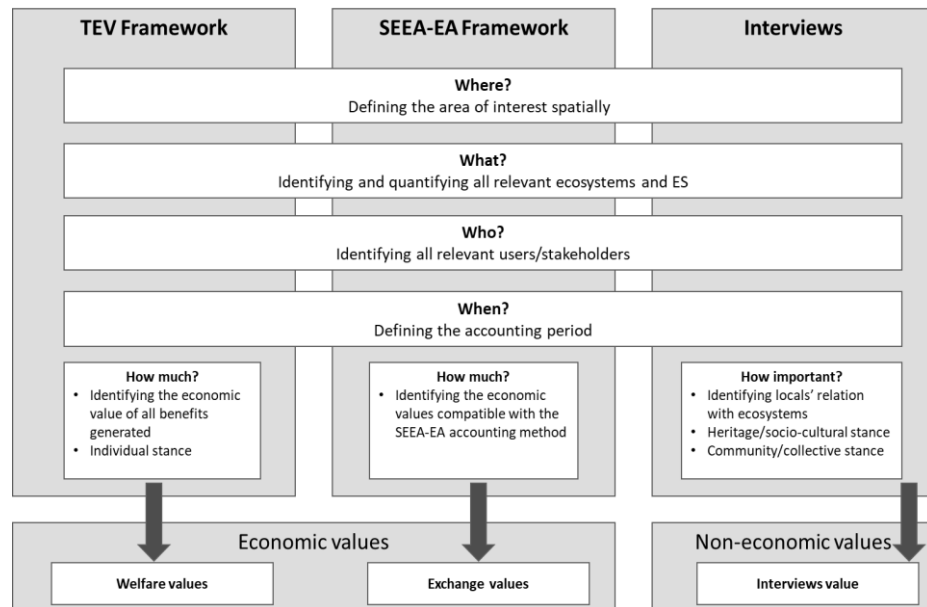 TEV Framework
SEEA-EA Framework
Interviews
Where?
Defining the area of interest spatially
What?
Identifying and quantifying all relevant ecosystems and ES
Who?
Identifying all relevant users/stakeholders
When?
Defining the accounting period
How much?
• Identifying the economic
value of all benefits
generated
• Individual stance
How much?
• Identifying the economic
values compatible with the
SEEA-EA accounting method
How important?
• Identifying locals' relation
with ecosystems
• Heritage/socio-cultural stance
• Community/collective stance
Economic values
Non-economic values
Welfare values
Exchange values
Interviews value